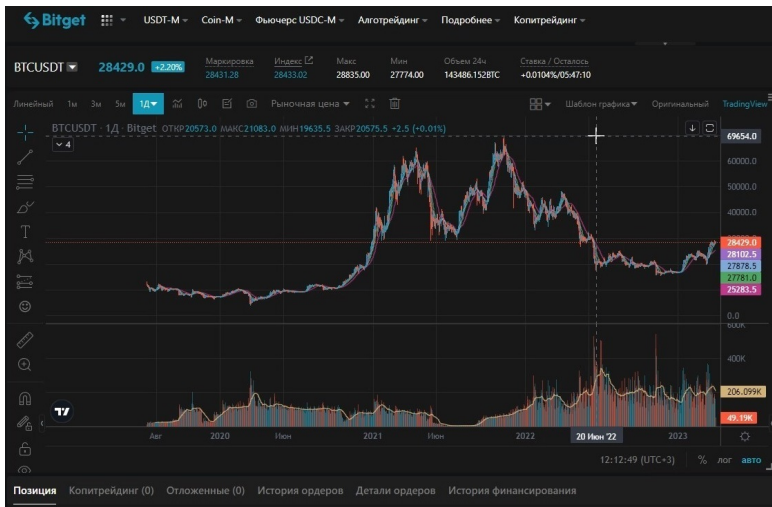 Bitget USDT-M Coin-M Фьючерс USDC-M Алготрейдинг Подробнее Копитрейдинг
BTCUSDT 28429.0 +2.20%
Маркировка Индекс Макс Мин Объем 24ч Ставка / Осталось
28431.28 28433.02 28835.00 27774.00 143486.152BTC +0.0104%/05:47:10
Линейный 1м 3м 5м 1Д Рыночная цена Шаблон графика Оригинальный TradingView
BTCUSDT · 1Д · Bitget ОТКР20573.0 МАКС21083.0 МИН19635.5 ЗАКР20575.5 +2.5 (+0.01%)
4
69654.0
60000.0
50000.0
40000.0
28429.0
28102.5
27878.5
27781.0
25283.5
0.0
600K
400K
206.099K
49.19K
Авг 2020 Июн 2021 Июн 2022 20 Июн '22 2023
12:12:49 (UTC+3) % лог авто
Позиция Копитрейдинг (0) Отложенные (0) История ордеров Детали ордеров История финансирования